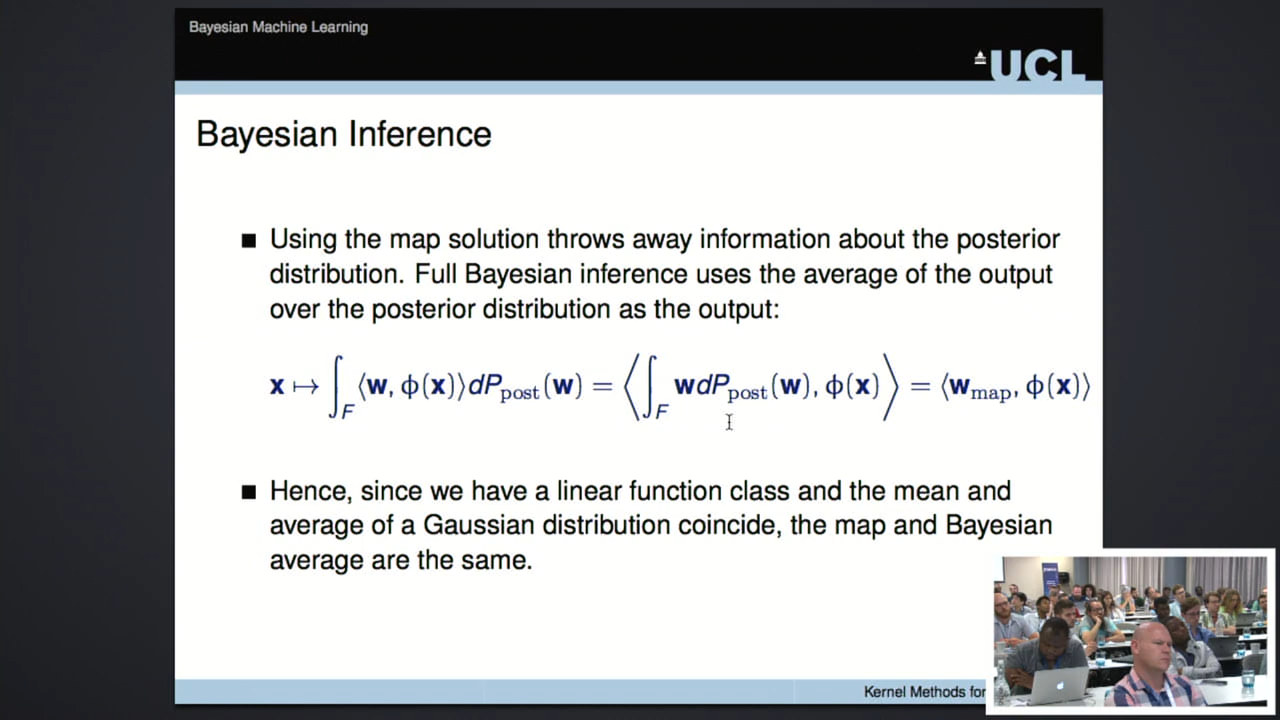 Bayesian Machine Learning
UCL
Bayesian Inference
Using the map solution throws away information about the posterior
distribution. Full Bayesian inference uses the average of the output
over the posterior distribution as the output:
x ↦ ∫_F ⟨w, ϕ(x)⟩dP_post(w) = ⟨∫_F wdP_post(w), ϕ(x)⟩ = ⟨w_map, ϕ(x)⟩
Hence, since we have a linear function class and the mean and
average of a Gaussian distribution coincide, the map and Bayesian
average are the same.
Kernel Methods for